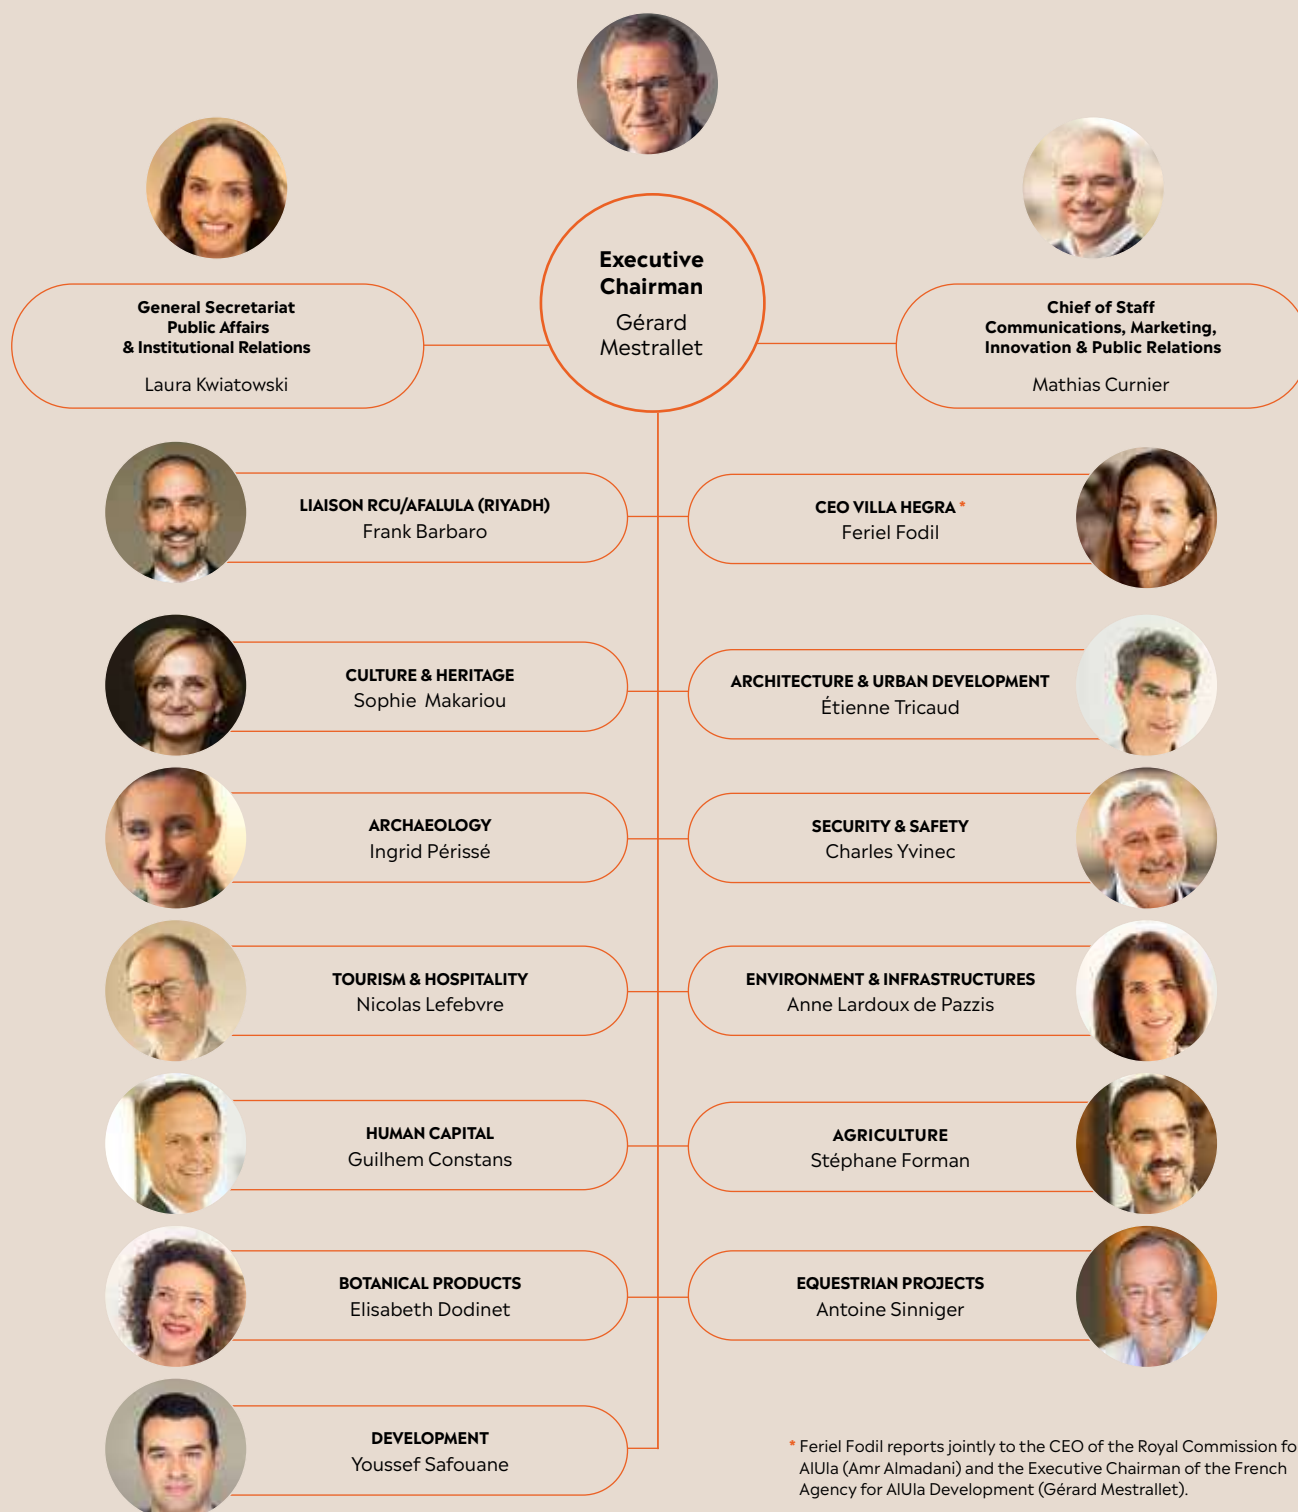 Executive
Chairman
Gérard
Mestrallet
General Secretariat
Public Affairs
& Institutional Relations
Laura Kwiatowski
Chief of Staff
Communications, Marketing,
Innovation & Public Relations
Mathias Curnier
LIAISON RCU/AFALULA (RIYADH)
Frank Barbaro
CEO VILLA HEGRA *
Feriel Fodil
CULTURE & HERITAGE
Sophie Makariou
ARCHITECTURE & URBAN DEVELOPMENT
Étienne Tricaud
ARCHAEOLOGY
Ingrid Périssé
SECURITY & SAFETY
Charles Yvinec
TOURISM & HOSPITALITY
Nicolas Lefebvre
ENVIRONMENT & INFRASTRUCTURES
Anne Lardoux de Pazzis
HUMAN CAPITAL
Guilhem Constans
AGRICULTURE
Stéphane Forman
BOTANICAL PRODUCTS
Elisabeth Dodinet
EQUESTRIAN PROJECTS
Antoine Sinniger
DEVELOPMENT
Youssef Safouane
* Feriel Fodil reports jointly to the CEO of the Royal Commission fo
AlUla (Amr Almadani) and the Executive Chairman of the French
Agency for AlUla Development (Gérard Mestrallet).